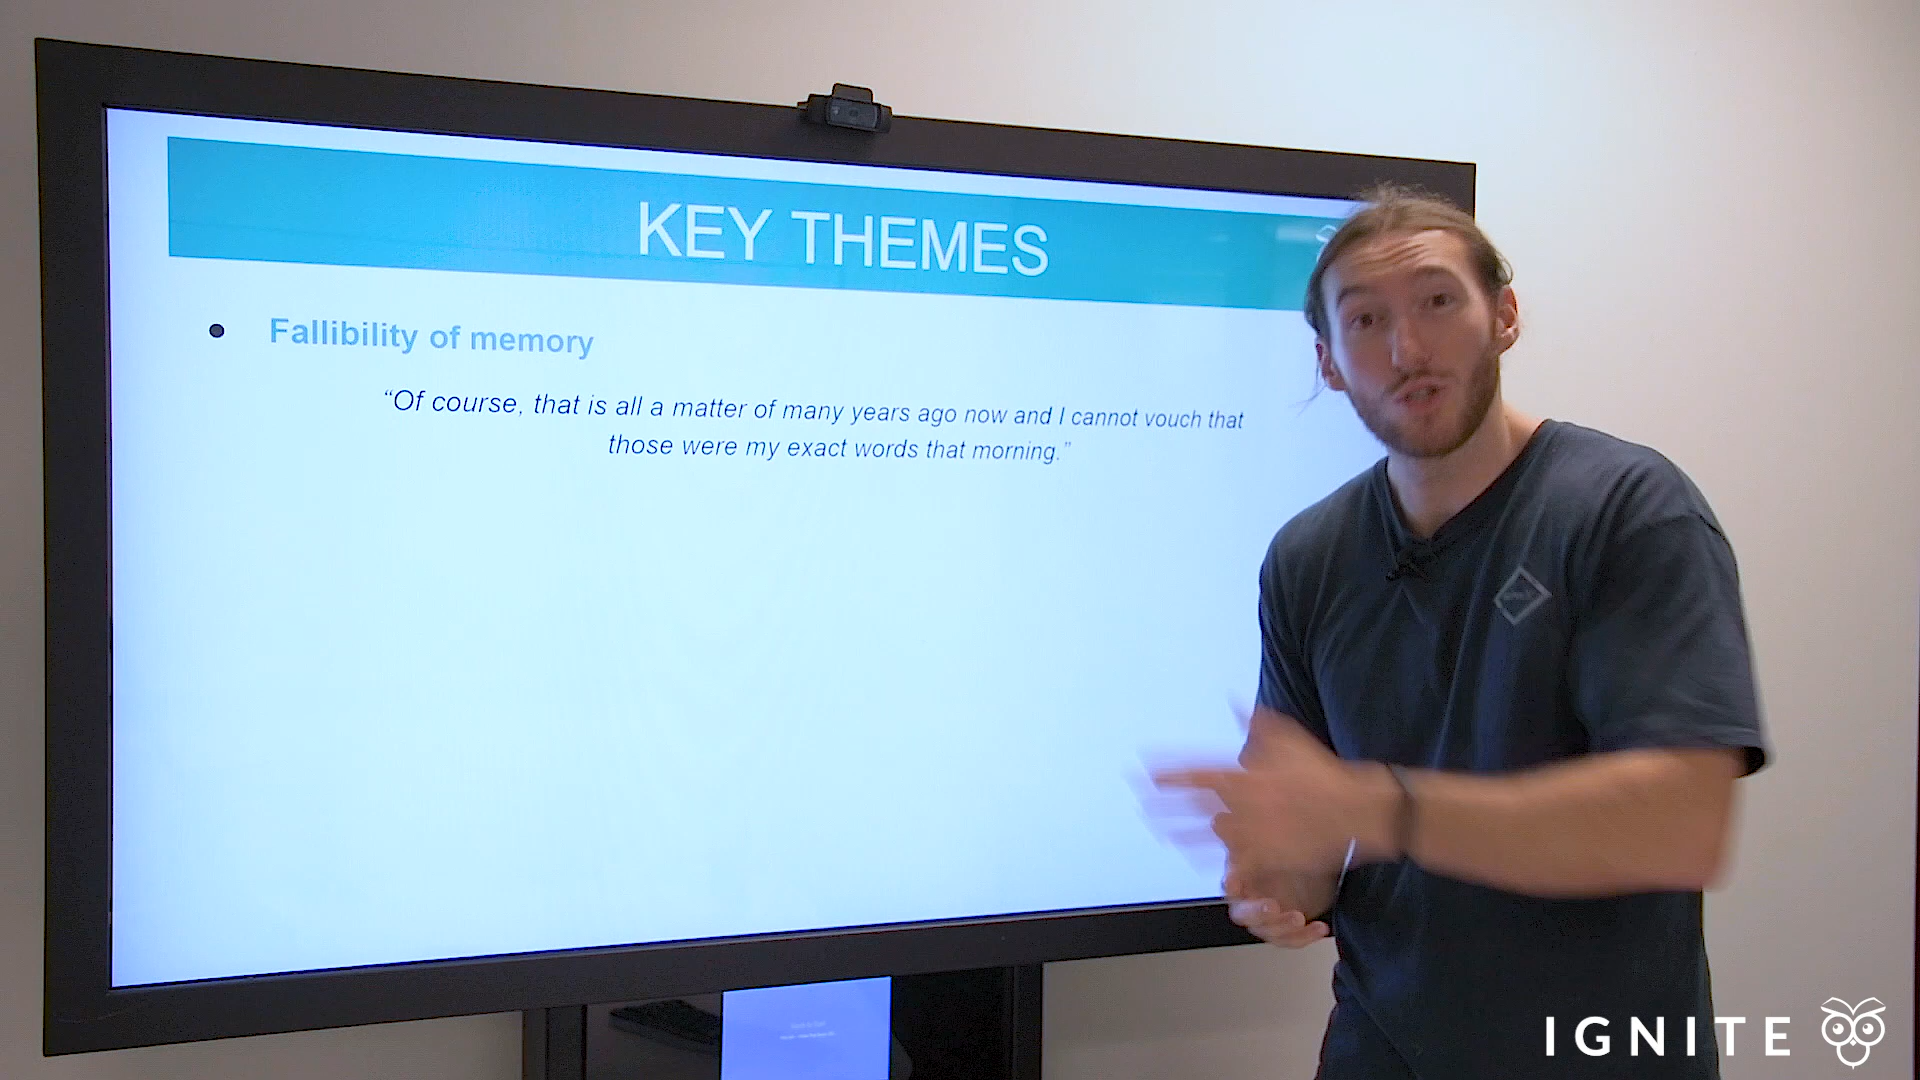 KEY THEMES
• Fallibility of memory
“Of course, that is all a matter of many years ago now and I cannot vouch that
those were my exact words that morning.”
IGNITE